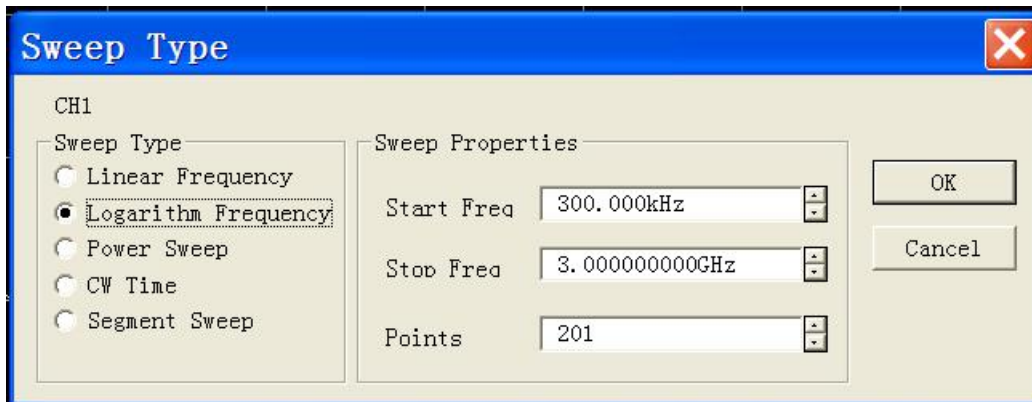 Sweep Type
CH1
Sweep Type
Linear Frequency
Logarithm Frequency
Power Sweep
CW Time
Segment Sweep
Sweep Properties
Start Freq 300.000kHz
Stop Freq 3.000000000GHz
Points 201
OK
Cancel